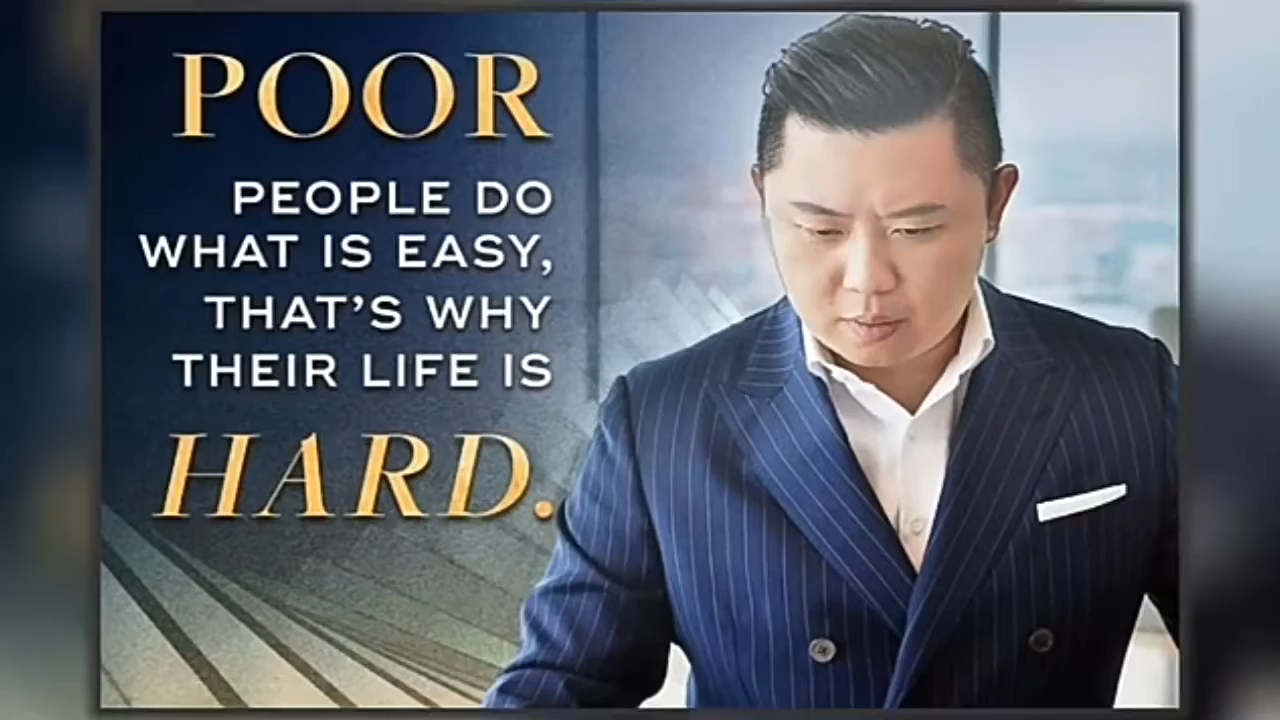 POOR
PEOPLE DO
WHAT IS EASY,
THAT'S WHY
THEIR LIFE IS
HARD.